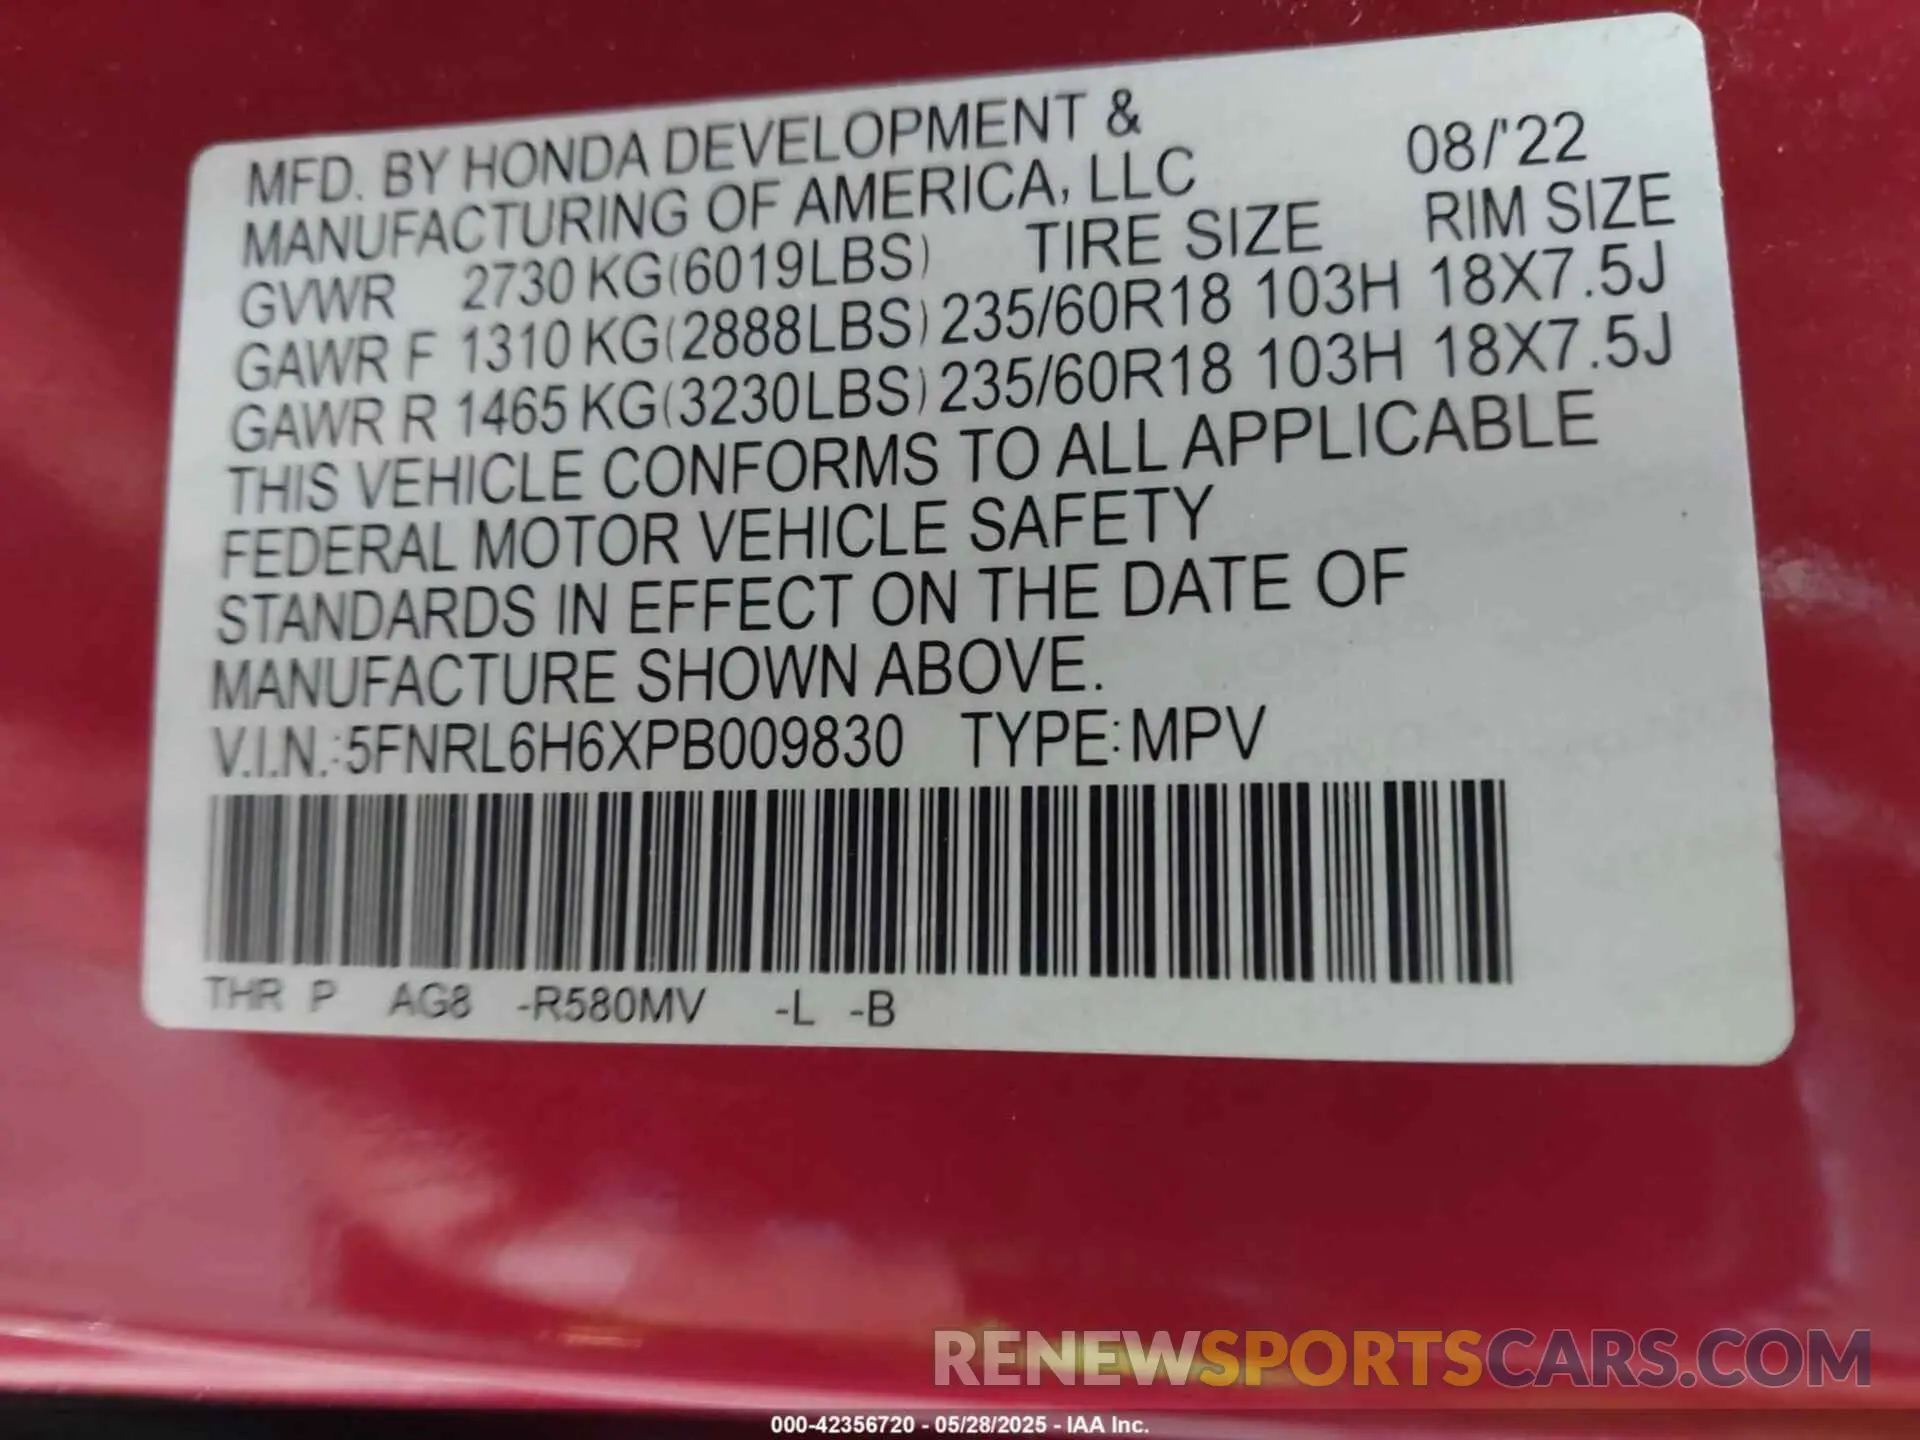 MFD. BY HONDA DEVELOPMENT & 08/'22
MANUFACTURING OF AMERICA, LLC
TIRE SIZE RIM SIZE
GVWR 2730 KG(6019LBS)
GAWR F 1310 KG(2888LBS) 235/60R18 103H 18X7.5J
GAWR R 1465 KG(3230LBS) 235/60R18 103H 18X7.5J
THIS VEHICLE CONFORMS TO ALL APPLICABLE
FEDERAL MOTOR VEHICLE SAFETY
STANDARDS IN EFFECT ON THE DATE OF
MANUFACTURE SHOWN ABOVE.
V.I.N.:5FNRL6H6XPB009830 TYPE:MPV
THR P AG8 -R580MV -L -B
RENEWSPORTSCARS.COM
000-42356720 - 05/28/2025 - IAA Inc.